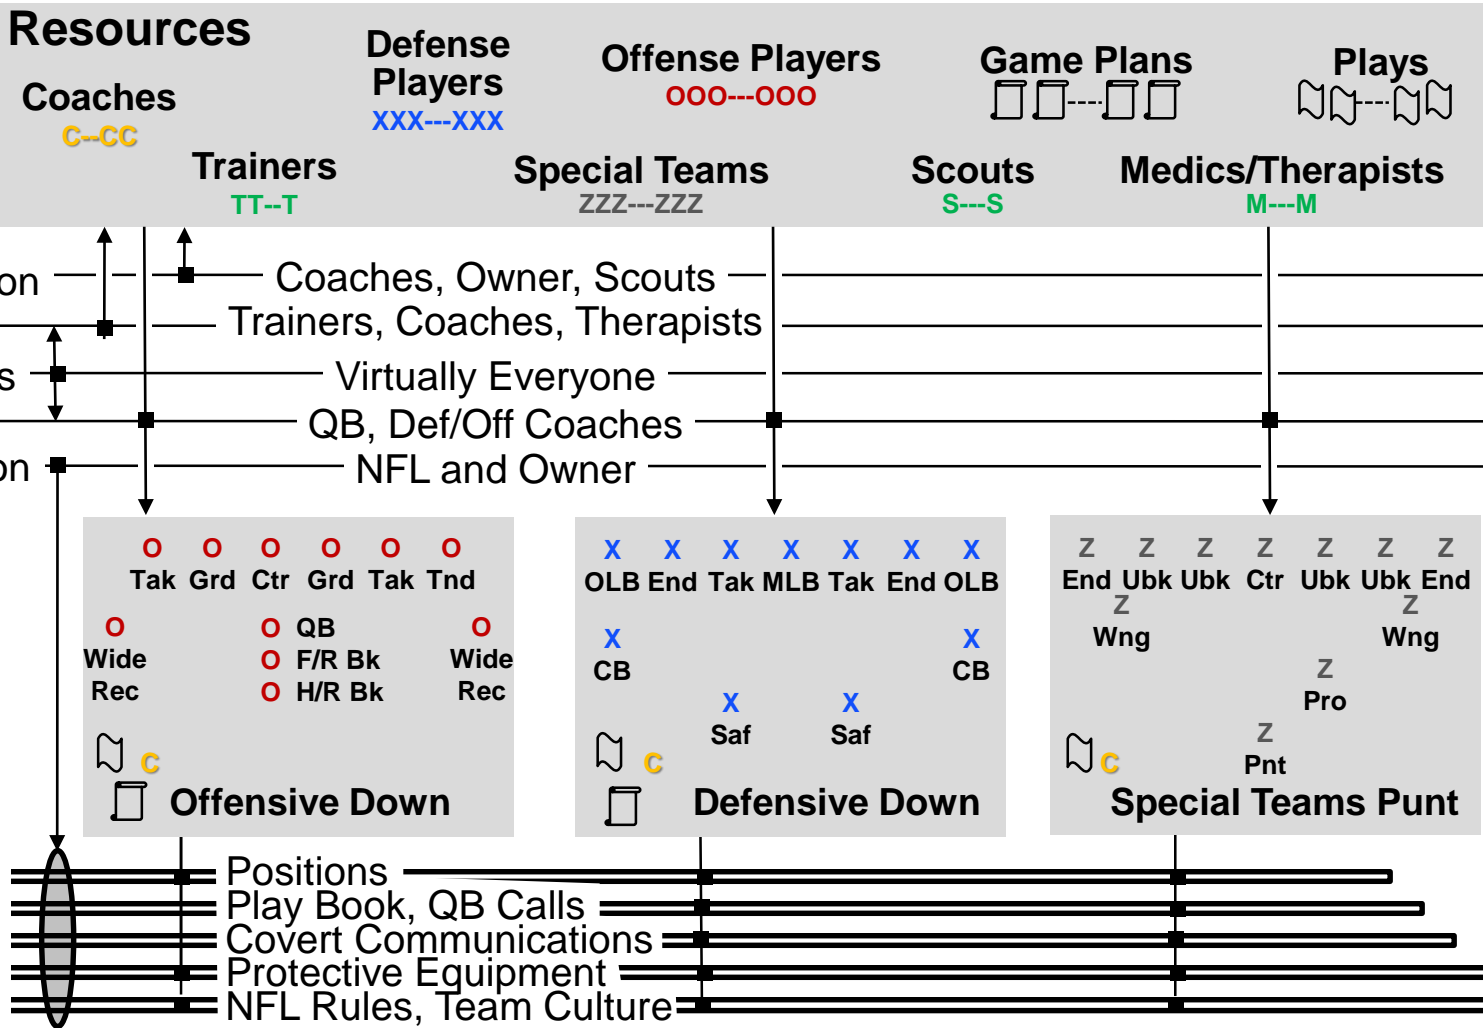 Resources
Defense
Players
XXX---XXX
Offense Players
OOO---OOO
Game Plans
Plays
Coaches
C--CC
Trainers
TT--T
Special Teams
ZZZ---ZZZ
Scouts
S---S
Medics/Therapists
M---M
on
Coaches, Owner, Scouts
Trainers, Coaches, Therapists
s
Virtually Everyone
QB, Def/Off Coaches
on
NFL and Owner
O O O O O O
Tak Grd Ctr Grd Tak Tnd
O O QB O
Wide O F/R Bk Wide
Rec O H/R Bk Rec
C
Offensive Down
X X X X X X X
OLB End Tak MLB Tak End OLB
X X
CB CB
X X
Saf Saf
C
Defensive Down
Z Z Z Z Z Z Z
End Ubk Ubk Ctr Ubk Ubk End
Z Z
Wng Wng
Z
Pro
Z
Pnt
C
Special Teams Punt
Positions
Play Book, QB Calls
Covert Communications
Protective Equipment
NFL Rules, Team Culture